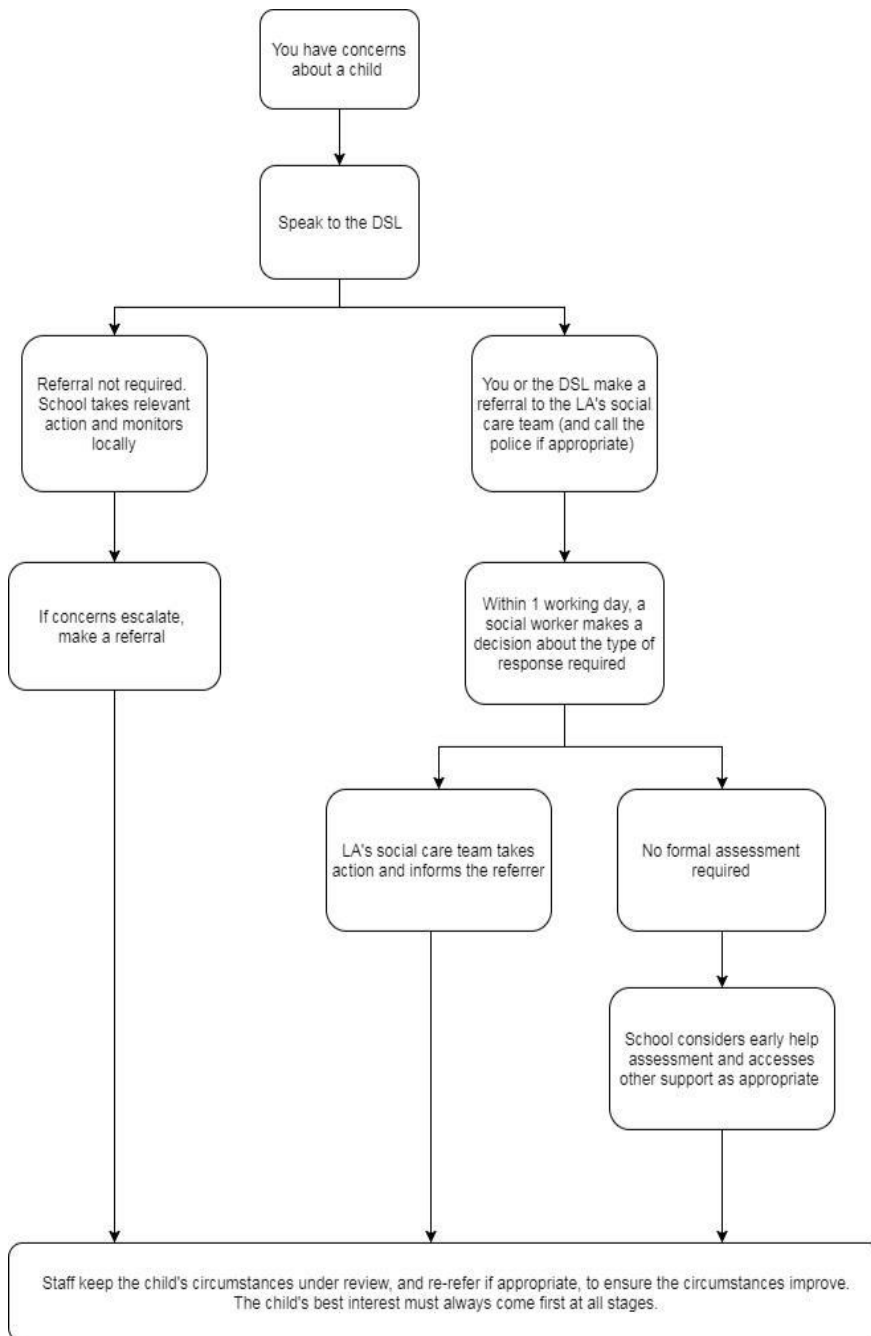 You have concerns
about a child
Speak to the DSL
Referral not required.
School takes relevant
action and monitors
locally
You or the DSL make a
referral to the LA's social
care team (and call the
police if appropriate)
If concerns escalate,
make a referral
Within 1 working day, a
social worker makes a
decision about the type of
response required
LA's social care team takes
action and informs the referrer
No formal assessment
required
School considers early help
assessment and accesses
other support as appropriate
Staff keep the child's circumstances under review, and re-refer if appropriate, to ensure the circumstances improve.
The child's best interest must always come first at all stages.